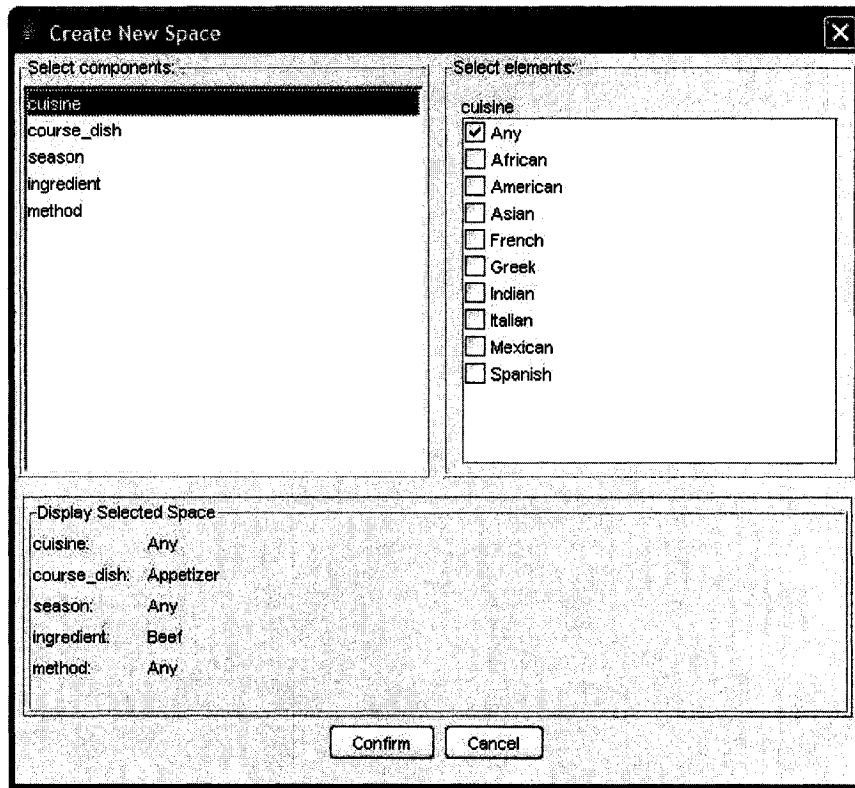 Create New Space
Select components:
cuisine
course_dish
season
ingredient
method
Select elements:
cuisine
Any
African
American
Asian
French
Greek
Indian
Italian
Mexican
Spanish
Display Selected Space
cuisine: Any
course_dish: Appetizer
season: Any
ingredient: Beef
method: Any
Confirm Cancel